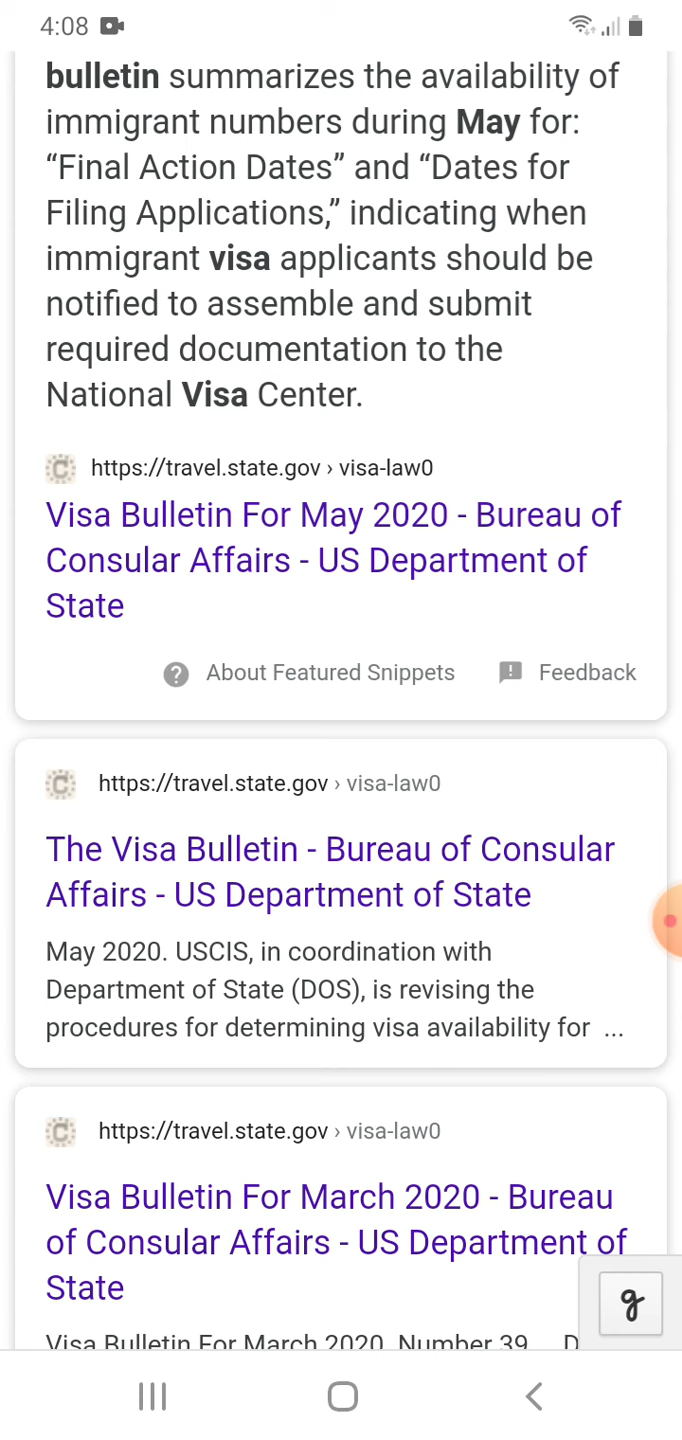 4:08
bulletin summarizes the availability of
immigrant numbers during May for:
“Final Action Dates” and “Dates for
Filing Applications,” indicating when
immigrant visa applicants should be
notified to assemble and submit
required documentation to the
National Visa Center.
https://travel.state.gov › visa-law0
Visa Bulletin For May 2020 - Bureau of
Consular Affairs - US Department of
State
About Featured Snippets Feedback
https://travel.state.gov › visa-law0
The Visa Bulletin - Bureau of Consular
Affairs - US Department of State
May 2020. USCIS, in coordination with
Department of State (DOS), is revising the
procedures for determining visa availability for ...
https://travel.state.gov › visa-law0
Visa Bulletin For March 2020 - Bureau
of Consular Affairs - US Department of
State
g
Visa Bulletin For March 2020. Number 39